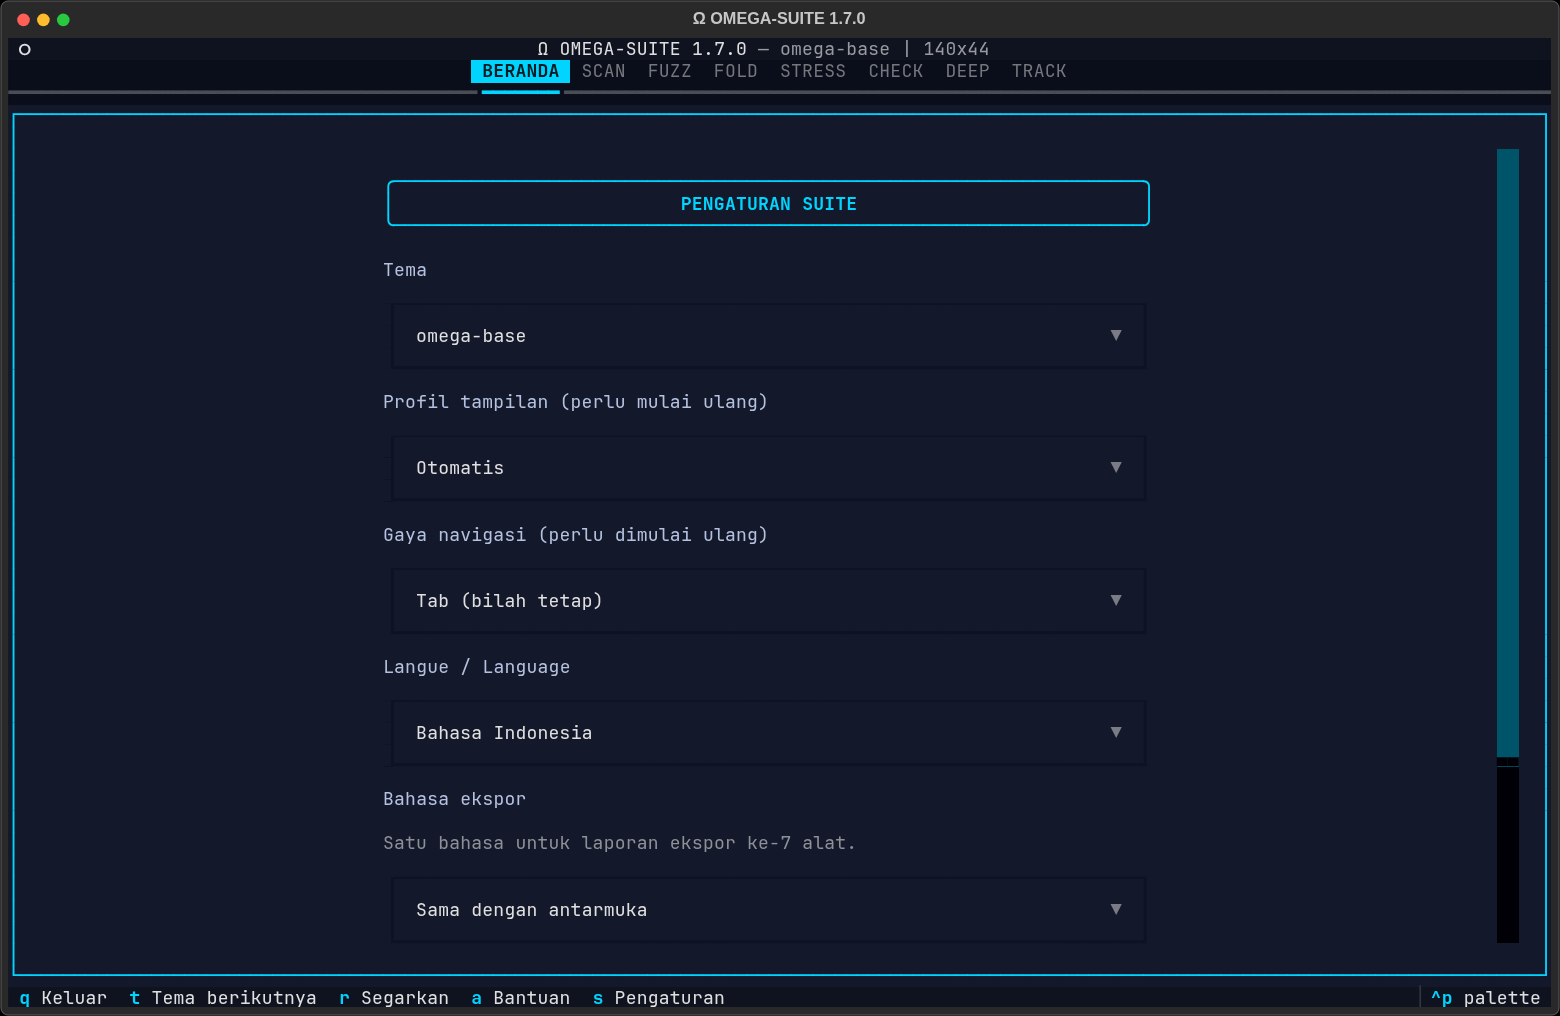 Ω OMEGA-SUITE 1.7.0
Ω OMEGA-SUITE 1.7.0 — omega-base | 140x44
BERANDA SCAN FUZZ FOLD STRESS CHECK DEEP TRACK
PENGATURAN SUITE
Tema
omega-base ▼
Profil tampilan (perlu mulai ulang)
Otomatis ▼
Gaya navigasi (perlu dimulai ulang)
Tab (bilah tetap) ▼
Langue / Language
Bahasa Indonesia ▼
Bahasa ekspor
Satu bahasa untuk laporan ekspor ke-7 alat.
Sama dengan antarmuka ▼
q Keluar t Tema berikutnya r Segarkan a Bantuan s Pengaturan ^p palette